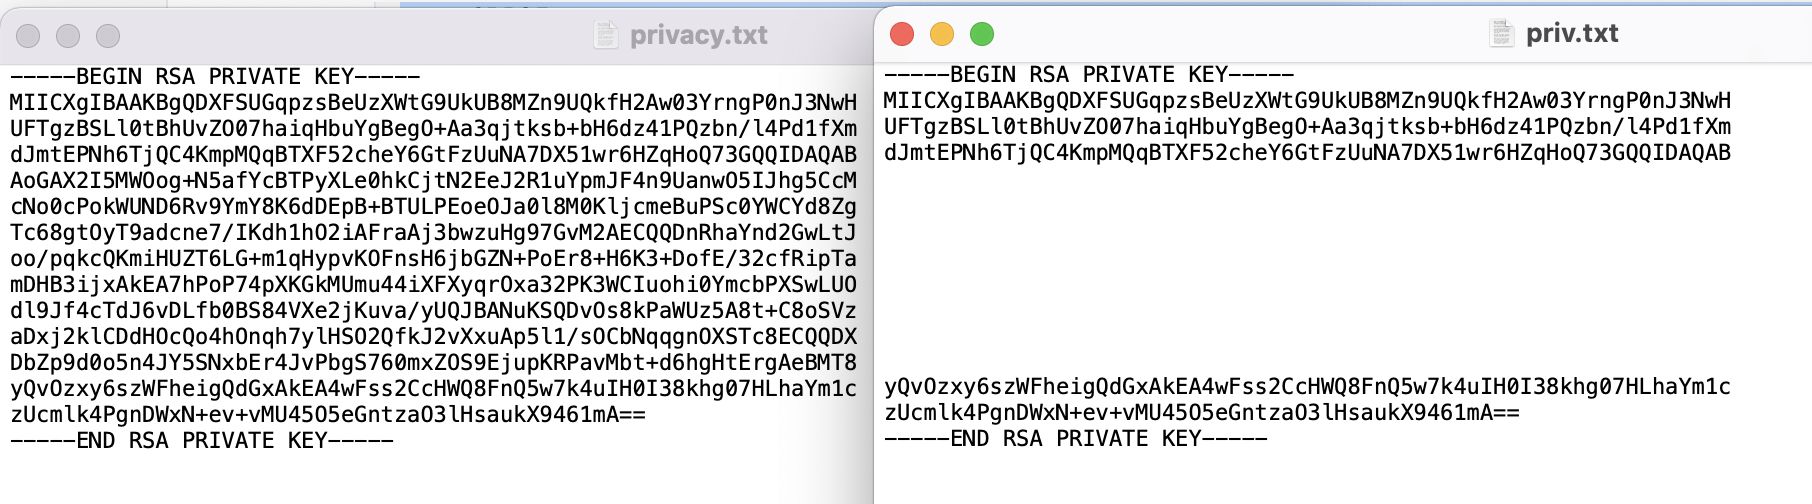 privacy.txt
-----BEGIN RSA PRIVATE KEY-----
MIICXgIBAAKBgQDXFSUGqpzsBeUzXWtG9UkUB8MZn9UQkfH2Aw03YrngP0nJ3NwH
UFTgzBSLl0tBhUvZO07haiqHbuYgBegO+Aa3qjtksb+bH6dz41PQzbn/l4Pd1fXm
dJmtEPNh6TjQC4KmpMQqBTXF52cheY6GtFzUuNA7DX51wr6HZqHoQ73GQQIDAQAB
AoGAX2I5MWOog+N5afYcBTPyXLe0hkCjtN2EeJ2R1uYpmJF4n9UanwO5IJhg5CcM
cNo0cPokWUND6Rv9YmY8K6dDEpB+BTULPEoeOJa0l8M0KljcmeBuPSc0YWCYd8Zg
Tc68gtOyT9adcne7/IKdh1hO2iAFraAj3bwzuHg97GvM2AECQQDnRhaYnd2GwLtJ
oo/pqkcQKmiHUZT6LG+m1qHypvKOFnsH6jbGZN+PoEr8+H6K3+DofE/32cfRipTa
mDHB3ijxAkEA7hPoP74pXKGkMUmu44iXFXyqrOxa32PK3WCIuohi0YmcbPXSwLUO
dl9Jf4cTdJ6vDLfb0BS84VXe2jKuva/yUQJBANuKSQDvOs8kPaWUz5A8t+C8oSVz
aDxj2klCDdHOcQo4hOnqh7ylHSO2QfkJ2vXxuAp5l1/sOCbNqqgnOXSTc8ECQQDX
DbZp9d0o5n4JY5SNxbEr4JvPbgS760mxZOS9EjupKRPavMbt+d6hgHtErgAeBMT8
yQvOzxy6szWFheigQdGxAkEA4wFss2CcHWQ8FnQ5w7k4uIH0I38khg07HLhaYm1c
zUcmlk4PgnDWxN+ev+vMU45O5eGntzaO3lHsaukX9461mA==
-----END RSA PRIVATE KEY-----
priv.txt
-----BEGIN RSA PRIVATE KEY-----
MIICXgIBAAKBgQDXFSUGqpzsBeUzXWtG9UkUB8MZn9UQkfH2Aw03YrngP0nJ3NwH
UFTgzBSLl0tBhUvZO07haiqHbuYgBegO+Aa3qjtksb+bH6dz41PQzbn/l4Pd1fXm
dJmtEPNh6TjQC4KmpMQqBTXF52cheY6GtFzUuNA7DX51wr6HZqHoQ73GQQIDAQAB
yQvOzxy6szWFheigQdGxAkEA4wFss2CcHWQ8FnQ5w7k4uIH0I38khg07HLhaYm1c
zUcmlk4PgnDWxN+ev+vMU45O5eGntzaO3lHsaukX9461mA==
-----END RSA PRIVATE KEY-----